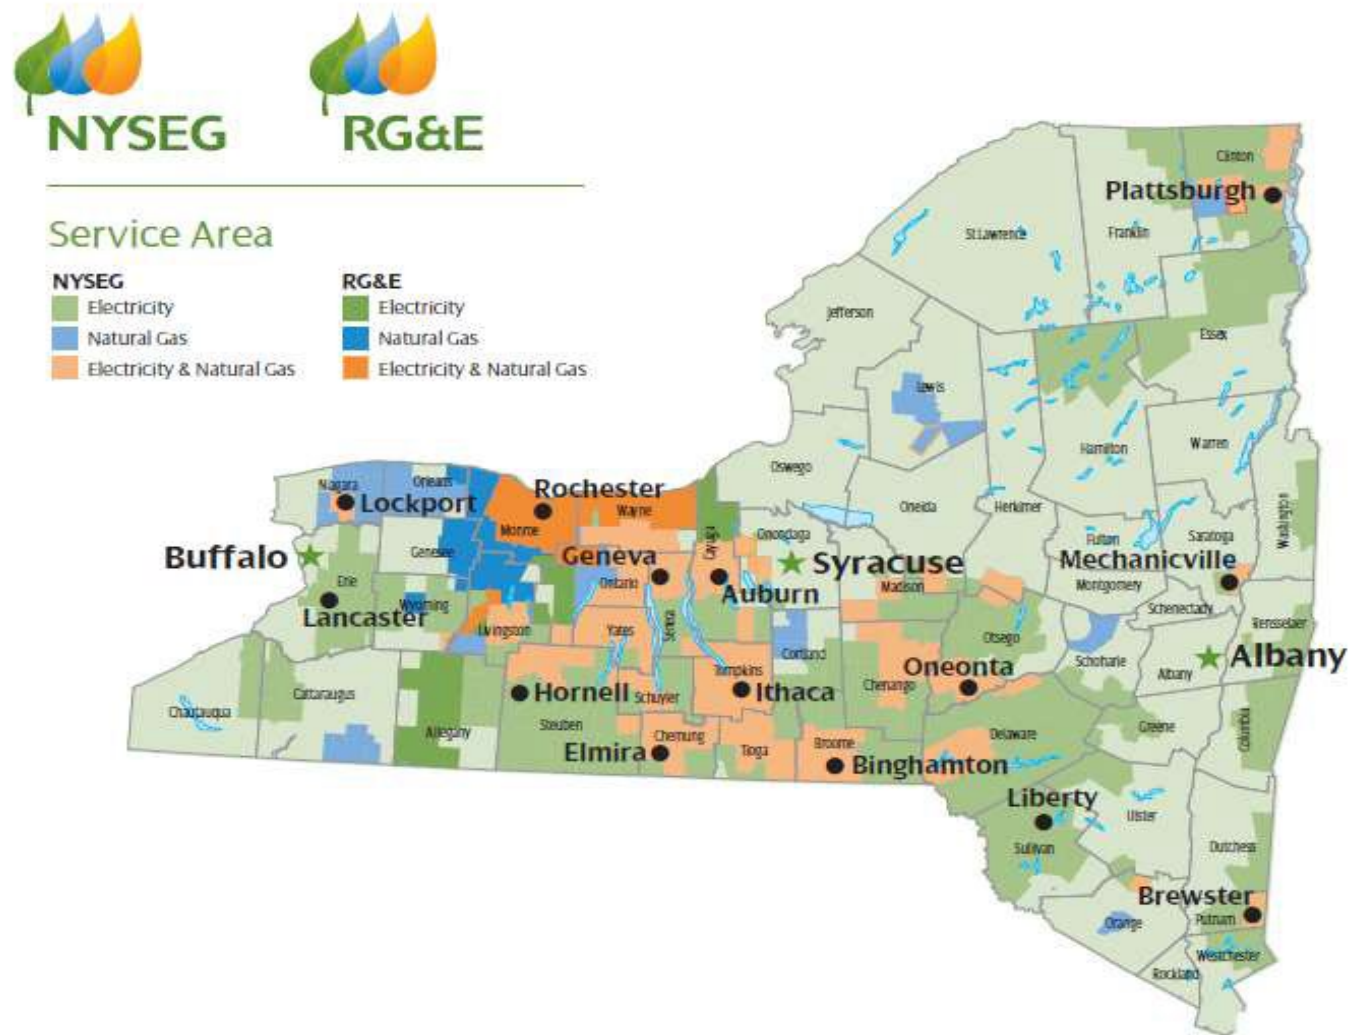 NYSEG
RG&E
Service Area
NYSEG
RG&E
Electricity
Electricity
Natural Gas
Natural Gas
Electricity & Natural Gas
Electricity & Natural Gas
Clinton
Plattsburgh
St.Lawrence
Franklin
Jefferson
Essex
Lewis
Hamilton
Warren
Oswego
Niagara
Orleans
Lockport
Rochester
Wayne
Oneida
Herkimer
Washington
Monroe
Onondaga
Fulton
Saratoga
Buffalo
Genesee
Geneva
Cayuga
Syracuse
Mechanicville
Erie
Ontario
Auburn
Madison
Montgomery
Lancaster
Wyoming
Schenectady
Livingston
Yates
Seneca
Otsego
Rensselaer
Cortland
Schoharie
Albany
Albany
Tompkins
Oneonta
Chenango
Cattaraugus
Hornell
Schuyler
Ithaca
Chautauqua
Steuben
Allegany
Chemung
Elmira
Tioga
Broome
Binghamton
Delaware
Greene
Columbia
Liberty
Ulster
Sullivan
Dutchess
Brewster
Orange
Putnam
Westchester
Rockland